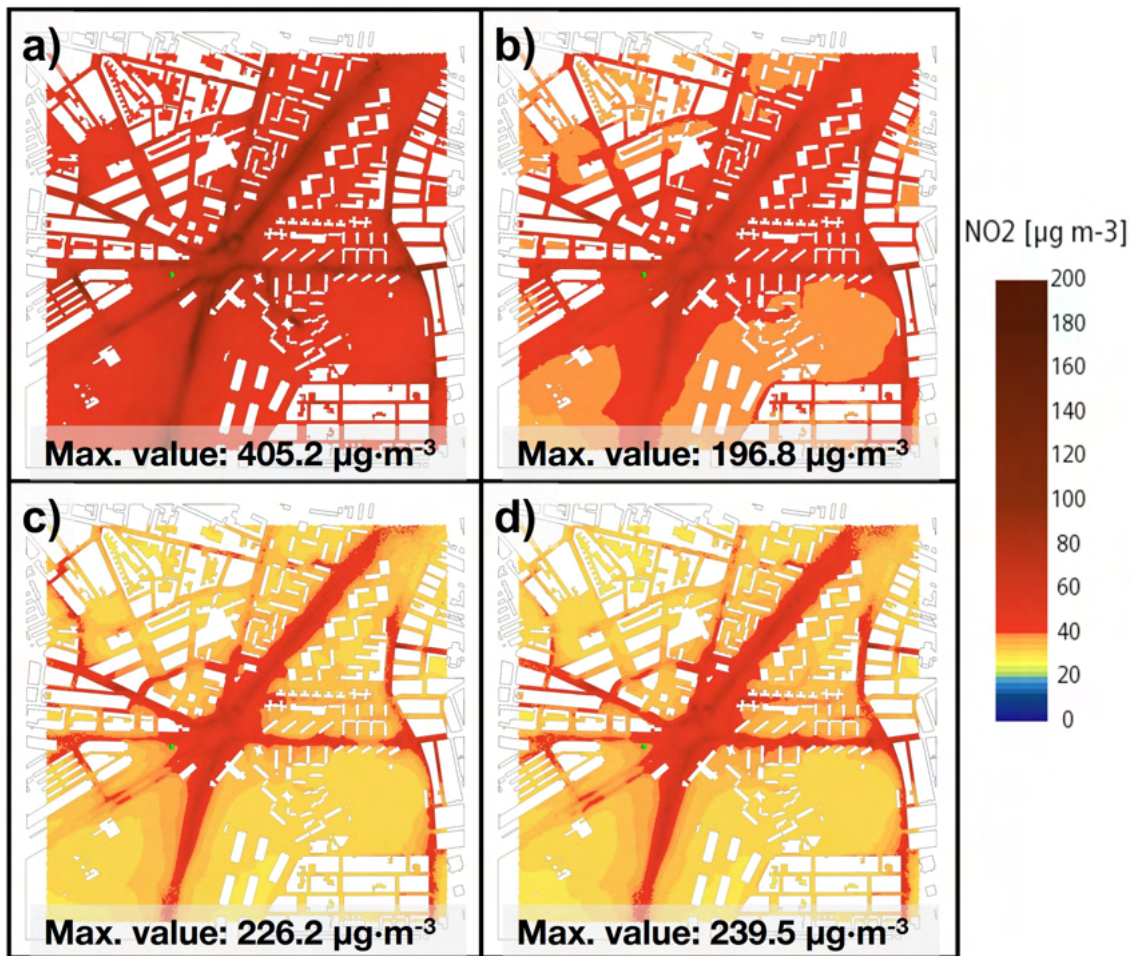 a)
b)
Max. value: 405.2 µg·m-3
Max. value: 196.8 µg·m-3
c)
d)
Max. value: 226.2 µg·m-3
Max. value: 239.5 µg·m-3
NO2 [µg m-3]
200
180
160
140
120
100
80
60
40
20
0